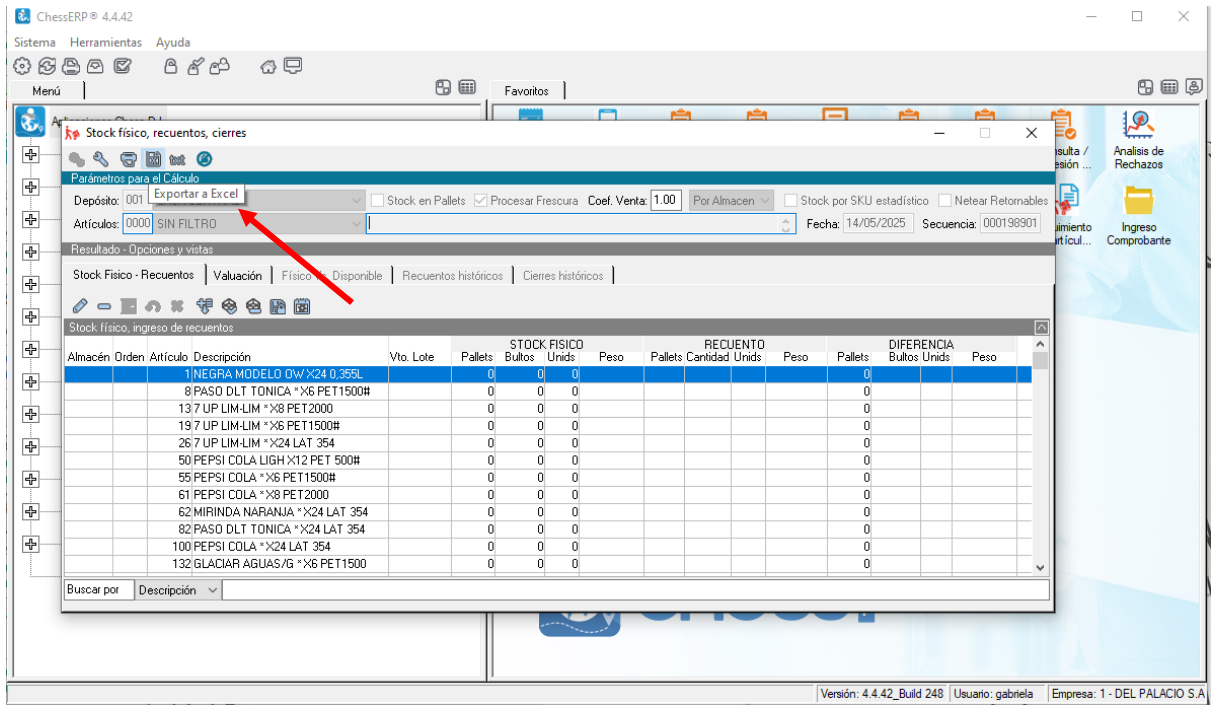 ChessERP® 4.4.42
Sistema Herramientas Ayuda
Menú
Favoritos
Stock físico, recuentos, cierres
Parámetros para el Cálculo
Exportar a Excel
Depósito: 001
Stock en Pallets Procesar Frescura Coef. Venta: 1.00 Por Almacen Stock por SKU estadístico Netear Retornables
Artículos: 0000 SIN FILTRO
Fecha: 14/05/2025 Secuencia: 000198901
Resultado - Opciones y vistas
Stock Fisico - Recuentos Valuación Físico Disponible Recuentos históricos Cierres históricos
Stock físico, ingreso de recuentos
STOCK FISICO RECUENTO DIFERENCIA
Almacén Orden Artículo Descripción Vto. Lote Pallets Bultos Unids Peso Pallets Cantidad Unids Peso Pallets Bultos Unids Peso
1 NEGRA MODELO OW X24 0,355L 0 0 0 0
8 PASO DLT TONICA *X6 PET1500# 0 0 0 0
13 7 UP LIM-LIM *X8 PET2000 0 0 0 0
19 7 UP LIM-LIM *X6 PET1500# 0 0 0 0
26 7 UP LIM-LIM *X24 LAT 354 0 0 0 0
50 PEPSI COLA LIGH X12 PET 500# 0 0 0 0
55 PEPSI COLA *X6 PET1500# 0 0 0 0
61 PEPSI COLA *X8 PET2000 0 0 0 0
62 MIRINDA NARANJA *X24 LAT 354 0 0 0 0
82 PASO DLT TONICA *X24 LAT 354 0 0 0 0
100 PEPSI COLA *X24 LAT 354 0 0 0 0
132 GLACIAR AGUAS/G *X6 PET1500 0 0 0 0
Buscar por Descripción
Analisis de
Rechazos
Ingreso
Comprobante
Versión: 4.4.42_Build 248 Usuario: gabriela Empresa: 1 - DEL PALACIO S.A